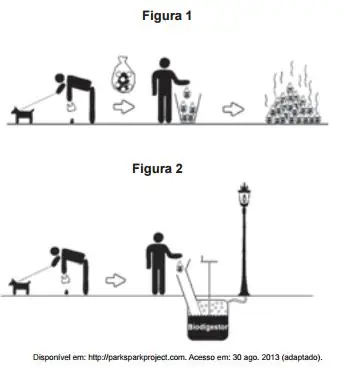 Figura 1
Figura 2
Biodigestor
Disponível em: http://parksparkproject.com. Acesso em: 30 ago. 2013 (adaptado).